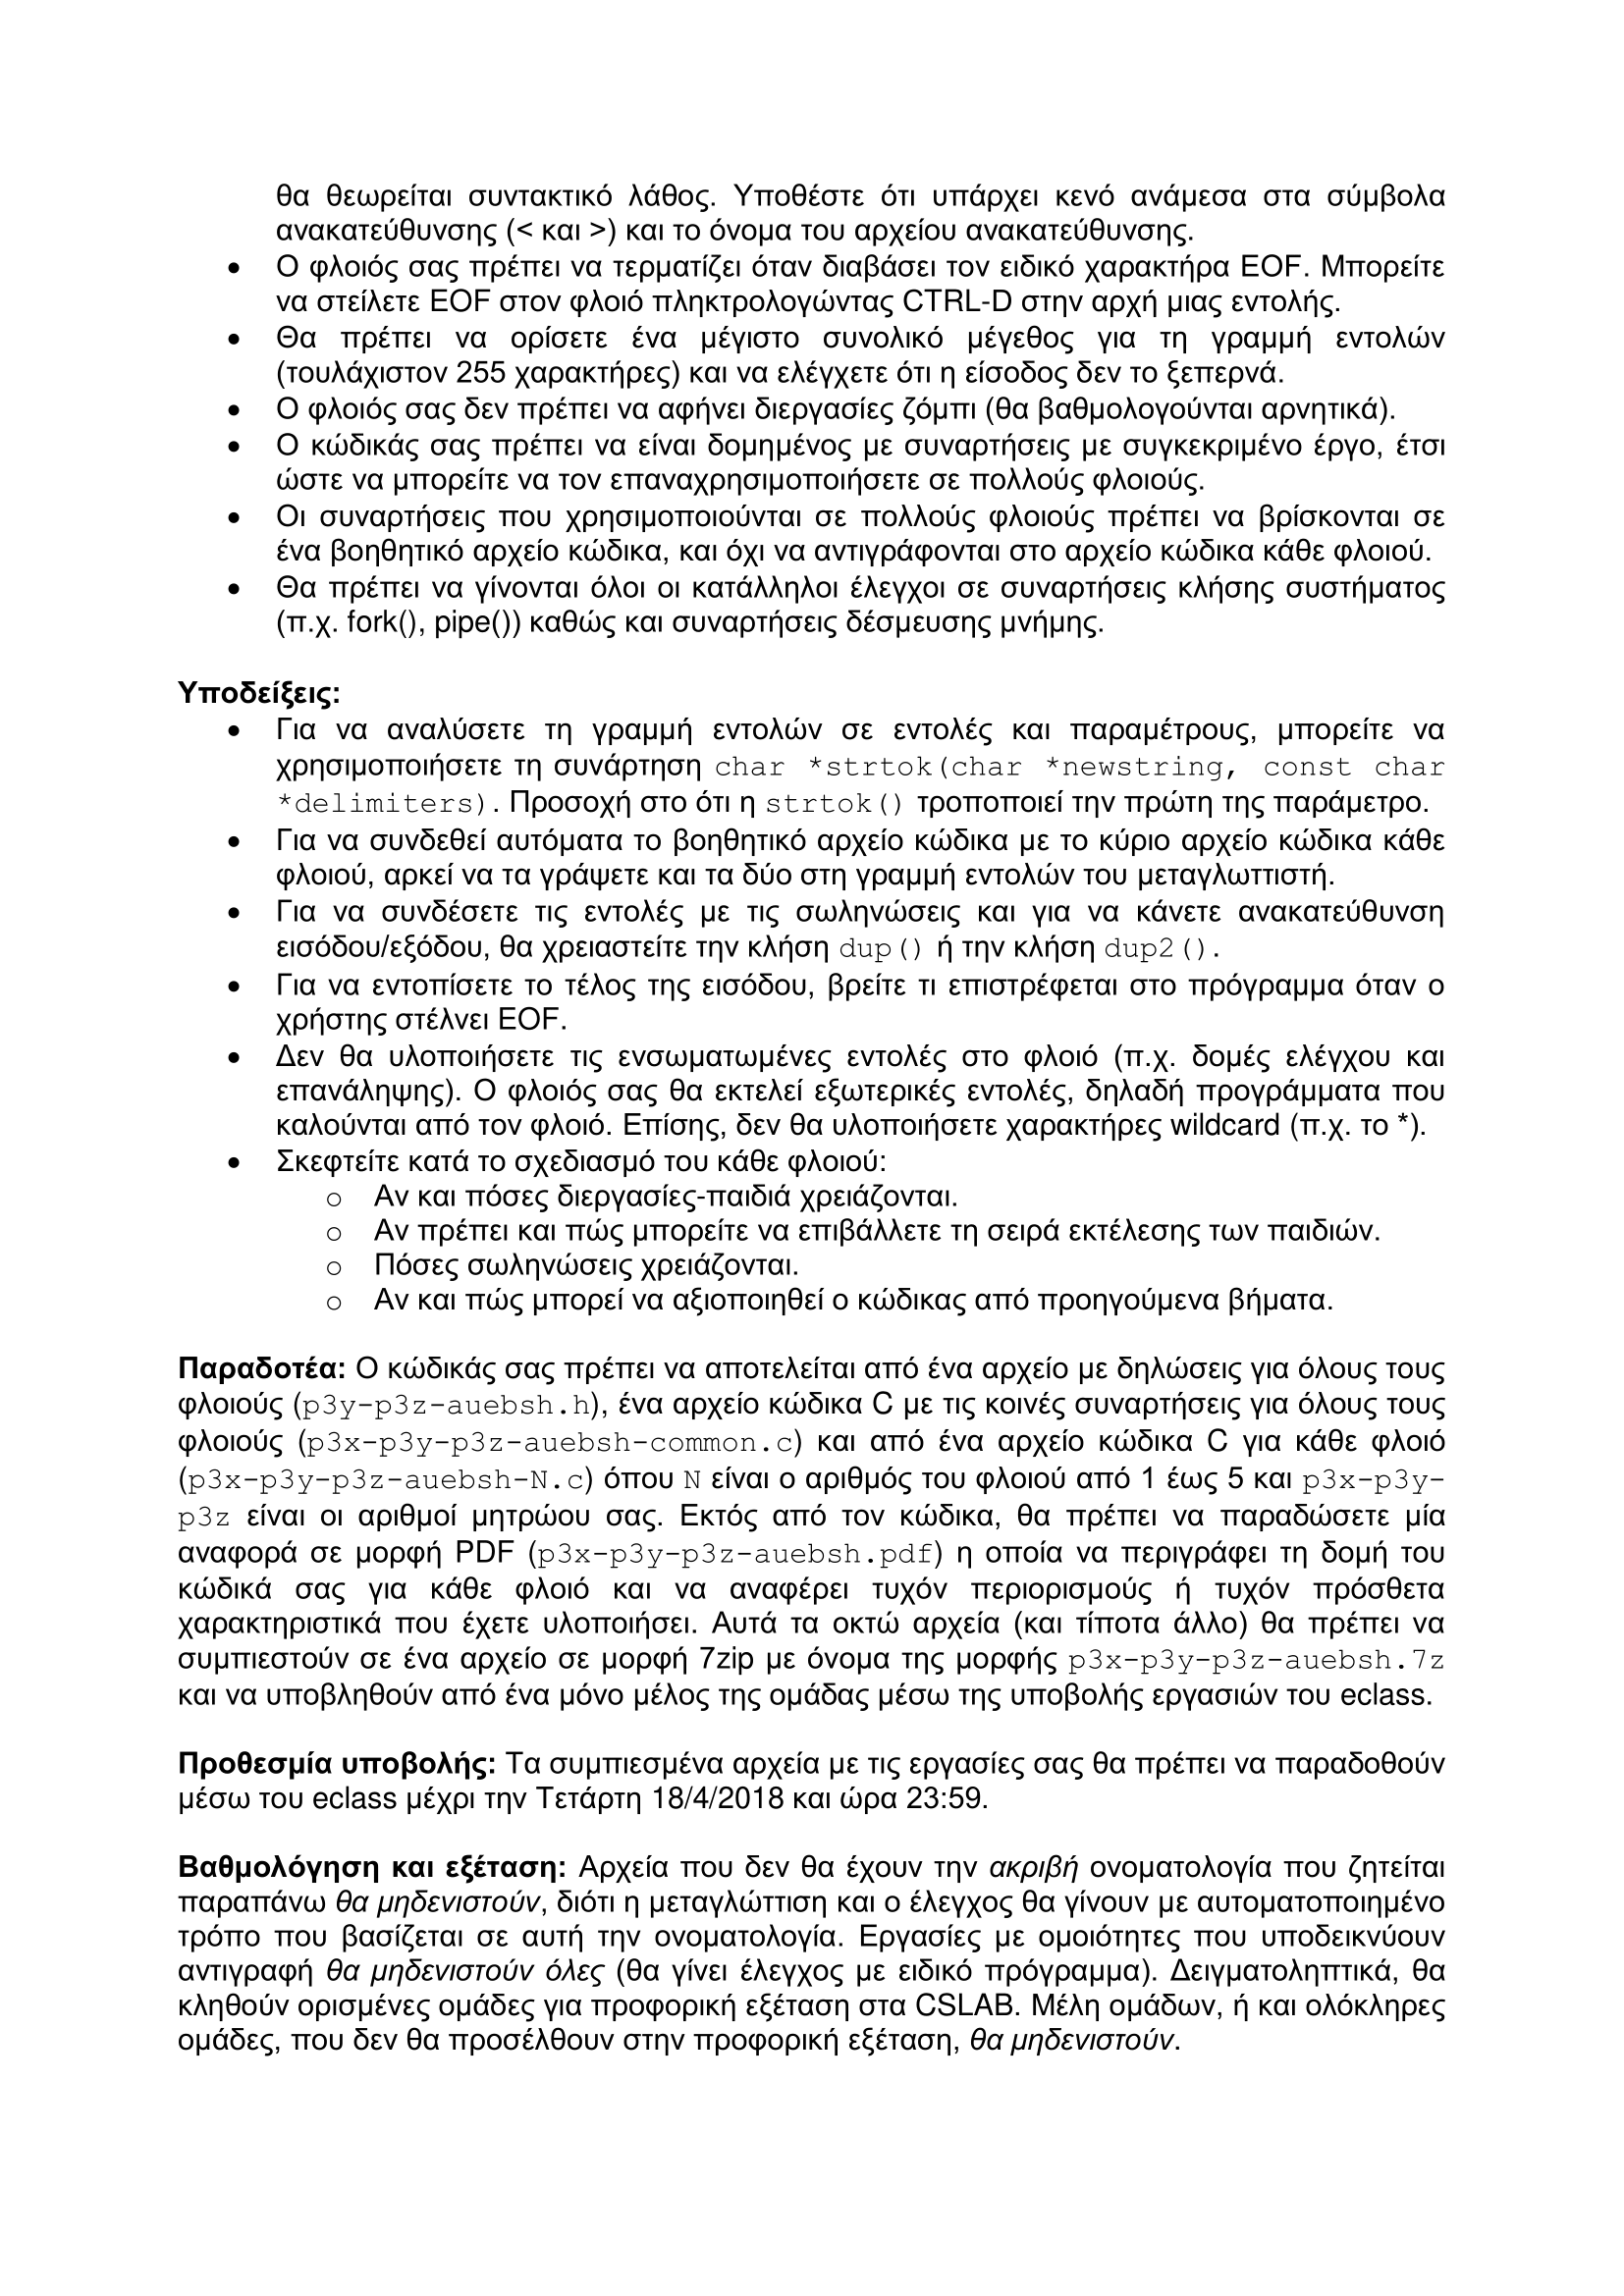 θα θεωρείται συντακτικό λάθος. Υποθέστε ότι υπάρχει κενό ανάμεσα στα σύμβολα
ανακατεύθυνσης (< και >) και το όνομα του αρχείου ανακατεύθυνσης.
• Ο φλοιός σας πρέπει να τερματίζει όταν διαβάσει τον ειδικό χαρακτήρα EOF. Μπορείτε
να στείλετε EOF στον φλοιό πληκτρολογώντας CTRL-D στην αρχή μιας εντολής.
• Θα πρέπει να ορίσετε ένα μέγιστο συνολικό μέγεθος για τη γραμμή εντολών
(τουλάχιστον 255 χαρακτήρες) και να ελέγχετε ότι η είσοδος δεν το ξεπερνά.
• Ο φλοιός σας δεν πρέπει να αφήνει διεργασίες ζόμπι (θα βαθμολογούνται αρνητικά).
• Ο κώδικάς σας πρέπει να είναι δομημένος με συναρτήσεις με συγκεκριμένο έργο, έτσι
ώστε να μπορείτε να τον επαναχρησιμοποιήσετε σε πολλούς φλοιούς.
• Οι συναρτήσεις που χρησιμοποιούνται σε πολλούς φλοιούς πρέπει να βρίσκονται σε
ένα βοηθητικό αρχείο κώδικα, και όχι να αντιγράφονται στο αρχείο κώδικα κάθε φλοιού.
• Θα πρέπει να γίνονται όλοι οι κατάλληλοι έλεγχοι σε συναρτήσεις κλήσης συστήματος
(π.χ. fork(), pipe()) καθώς και συναρτήσεις δέσμευσης μνήμης.
Υποδείξεις:
• Για να αναλύσετε τη γραμμή εντολών σε εντολές και παραμέτρους, μπορείτε να
χρησιμοποιήσετε τη συνάρτηση char *strtok(char *newstring, const char
*delimiters). Προσοχή στο ότι η strtok() τροποποιεί την πρώτη της παράμετρο.
• Για να συνδεθεί αυτόματα το βοηθητικό αρχείο κώδικα με το κύριο αρχείο κώδικα κάθε
φλοιού, αρκεί να τα γράψετε και τα δύο στη γραμμή εντολών του μεταγλωττιστή.
• Για να συνδέσετε τις εντολές με τις σωληνώσεις και για να κάνετε ανακατεύθυνση
εισόδου/εξόδου, θα χρειαστείτε την κλήση dup() ή την κλήση dup2().
• Για να εντοπίσετε το τέλος της εισόδου, βρείτε τι επιστρέφεται στο πρόγραμμα όταν ο
χρήστης στέλνει EOF.
• Δεν θα υλοποιήσετε τις ενσωματωμένες εντολές στο φλοιό (π.χ. δομές ελέγχου και
επανάληψης). Ο φλοιός σας θα εκτελεί εξωτερικές εντολές, δηλαδή προγράμματα που
καλούνται από τον φλοιό. Επίσης, δεν θα υλοποιήσετε χαρακτήρες wildcard (π.χ. το *).
• Σκεφτείτε κατά το σχεδιασμό του κάθε φλοιού:
o Αν και πόσες διεργασίες-παιδιά χρειάζονται.
o Αν πρέπει και πώς μπορείτε να επιβάλλετε τη σειρά εκτέλεσης των παιδιών.
o Πόσες σωληνώσεις χρειάζονται.
o Αν και πώς μπορεί να αξιοποιηθεί ο κώδικας από προηγούμενα βήματα.
Παραδοτέα: Ο κώδικάς σας πρέπει να αποτελείται από ένα αρχείο με δηλώσεις για όλους τους
φλοιούς (p3y-p3z-auebsh.h), ένα αρχείο κώδικα C με τις κοινές συναρτήσεις για όλους τους
φλοιούς (p3x-p3y-p3z-auebsh-common.c) και από ένα αρχείο κώδικα C για κάθε φλοιό
(p3x-p3y-p3z-auebsh-N.c) όπου N είναι ο αριθμός του φλοιού από 1 έως 5 και p3x-p3y-
p3z είναι οι αριθμοί μητρώου σας. Εκτός από τον κώδικα, θα πρέπει να παραδώσετε μία
αναφορά σε μορφή PDF (p3x-p3y-p3z-auebsh.pdf) η οποία να περιγράφει τη δομή του
κώδικά σας για κάθε φλοιό και να αναφέρει τυχόν περιορισμούς ή τυχόν πρόσθετα
χαρακτηριστικά που έχετε υλοποιήσει. Αυτά τα οκτώ αρχεία (και τίποτα άλλο) θα πρέπει να
συμπιεστούν σε ένα αρχείο σε μορφή 7zip με όνομα της μορφής p3x-p3y-p3z-auebsh.7z
και να υποβληθούν από ένα μόνο μέλος της ομάδας μέσω της υποβολής εργασιών του eclass.
Προθεσμία υποβολής: Τα συμπιεσμένα αρχεία με τις εργασίες σας θα πρέπει να παραδοθούν
μέσω του eclass μέχρι την Τετάρτη 18/4/2018 και ώρα 23:59.
Βαθμολόγηση και εξέταση: Αρχεία που δεν θα έχουν την ακριβή ονοματολογία που ζητείται
παραπάνω θα μηδενιστούν, διότι η μεταγλώττιση και ο έλεγχος θα γίνουν με αυτοματοποιημένο
τρόπο που βασίζεται σε αυτή την ονοματολογία. Εργασίες με ομοιότητες που υποδεικνύουν
αντιγραφή θα μηδενιστούν όλες (θα γίνει έλεγχος με ειδικό πρόγραμμα). Δειγματοληπτικά, θα
κληθούν ορισμένες ομάδες για προφορική εξέταση στα CSLAB. Μέλη ομάδων, ή και ολόκληρες
ομάδες, που δεν θα προσέλθουν στην προφορική εξέταση, θα μηδενιστούν.